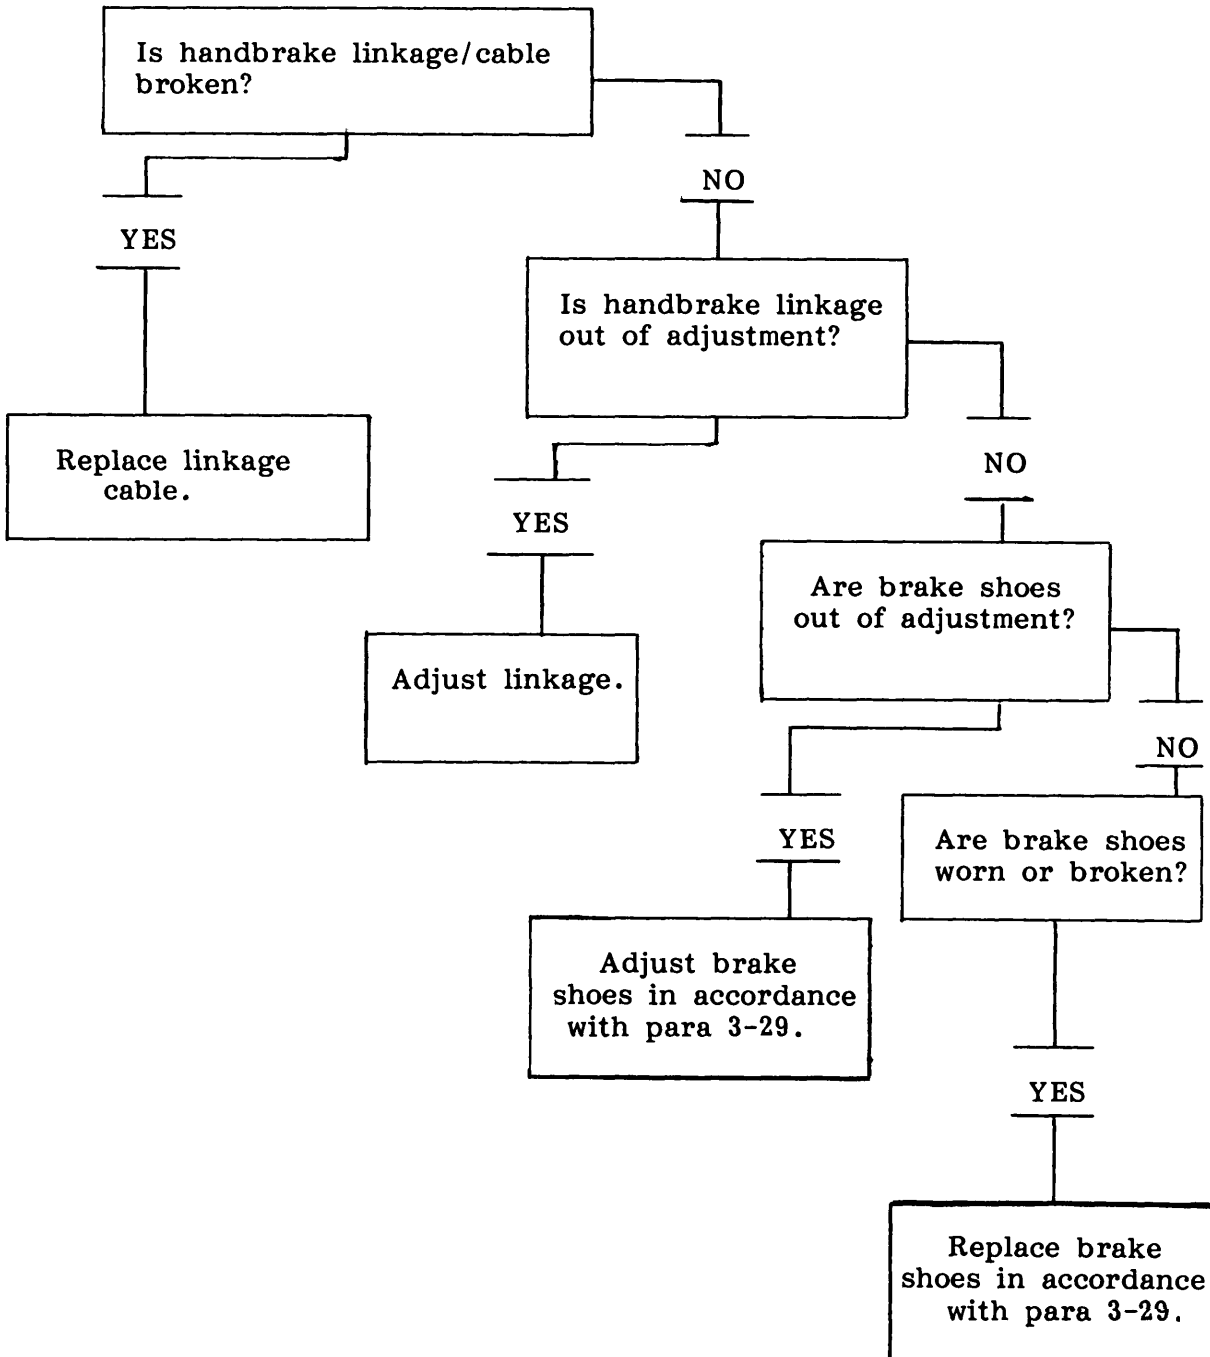 Is handbrake linkage/cable
broken?
NO
YES
Is handbrake linkage
out of adjustment?
Replace linkage
cable.
NO
YES
Are brake shoes
out of adjustment?
Adjust linkage.
NO
YES
Are brake shoes
worn or broken?
Adjust brake
shoes in accordance
with para 3-29.
YES
Replace brake
shoes in accordance
with para 3-29.